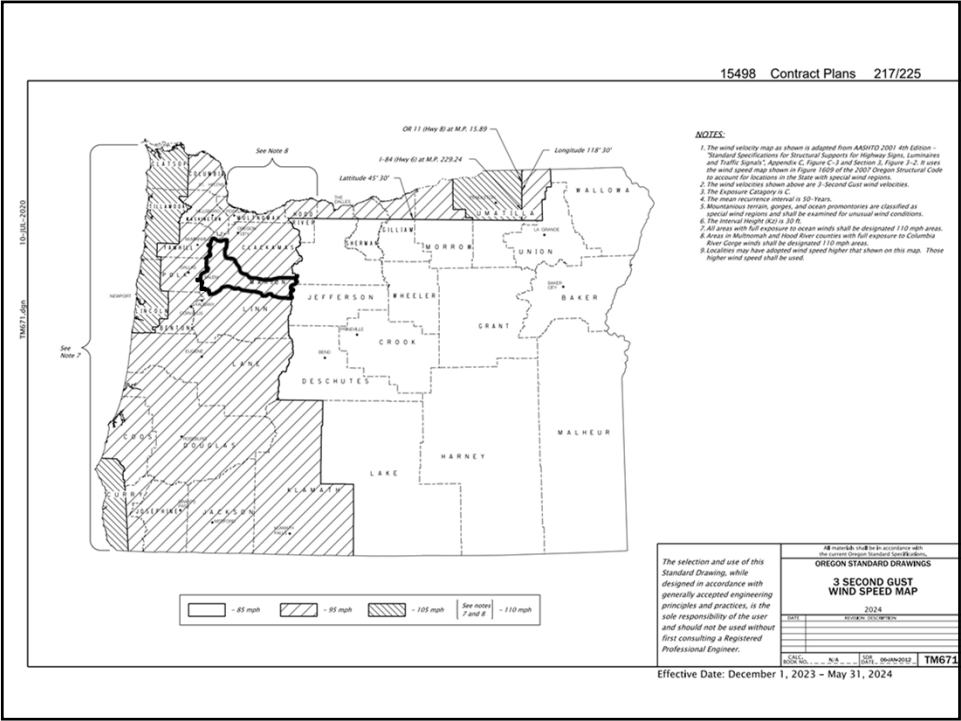 15498 Contract Plans 217/225
OR 11 (Hwy 8) at M.P. 15.89
I-84 (Hwy 6) at M.P. 229.24
Longitude 118° 30'
Lattitude 45° 30'
See Note 8
NOTES:
1. The wind velocity map as shown is adapted from AASHTO 2001 4th Edition -
"Standard Specifications for Structural Supports for Highway Signs, Luminaires
and Traffic Signals", Appendix C, Figure C-3 and Section 3, Figure 3-2. It uses
the wind speed map shown in Figure 1609 of the 2007 Oregon Structural Code
to account for locations in the State with special wind regions.
2. The wind velocities shown above are 3-Second Gust wind velocities.
3. The Exposure Catagory is C.
4. The mean recurrence interval is 50-Years.
5. Mountanious terrain, gorges, and ocean promontories are classified as
special wind regions and shall be examined for unusual wind conditions.
6. The Interval Height (Kz) is 30 ft.
7. All areas with full exposure to ocean winds shall be designated 110 mph areas.
8. Areas in Multnomah and Hood River counties with full exposure to Columbia
River Gorge winds shall be designated 110 mph areas.
9. Localities may have adopted wind speed higher that shown on this map. Those
higher wind speed shall be used.
10-JUL-2020
TM671.dgn
See
Note 7
CLATSOP
COLUMBIA
TILLAMOOK
WASHINGTON
MULTNOMAH
HOOD
RIVER
THE
DALLES
SHERMAN
GILLIAM
MORROW
UMATILLA
WALLOWA
LA GRANDE
UNION
YAMHILL
CLACKAMAS
POLK
MARION
NEWPORT
LINCOLN
BENTON
LINN
JEFFERSON
WHEELER
BAKER
CITY
BAKER
GRANT
CROOK
BEND
DESCHUTES
EUGENE
LANE
COOS
ROSEBURG
DOUGLAS
MALHEUR
HARNEY
LAKE
KLAMATH
CURRY
JOSEPHINE
JACKSON
MEDFORD
KLAMATH
FALLS
- 85 mph
- 95 mph
- 105 mph
See notes
7 and 8
- 110 mph
The selection and use of this
Standard Drawing, while
designed in accordance with
generally accepted engineering
principles and practices, is the
sole responsibility of the user
and should not be used without
first consulting a Registered
Professional Engineer.
All materials shall be in accordance with
the current Oregon Standard Specifications.
OREGON STANDARD DRAWINGS
3 SECOND GUST
WIND SPEED MAP
2024
DATE REVISION DESCRIPTION
CALC.
BOOK NO. N/A
SDR
DATE 06JAN2012
TM671
Effective Date: December 1, 2023 - May 31, 2024